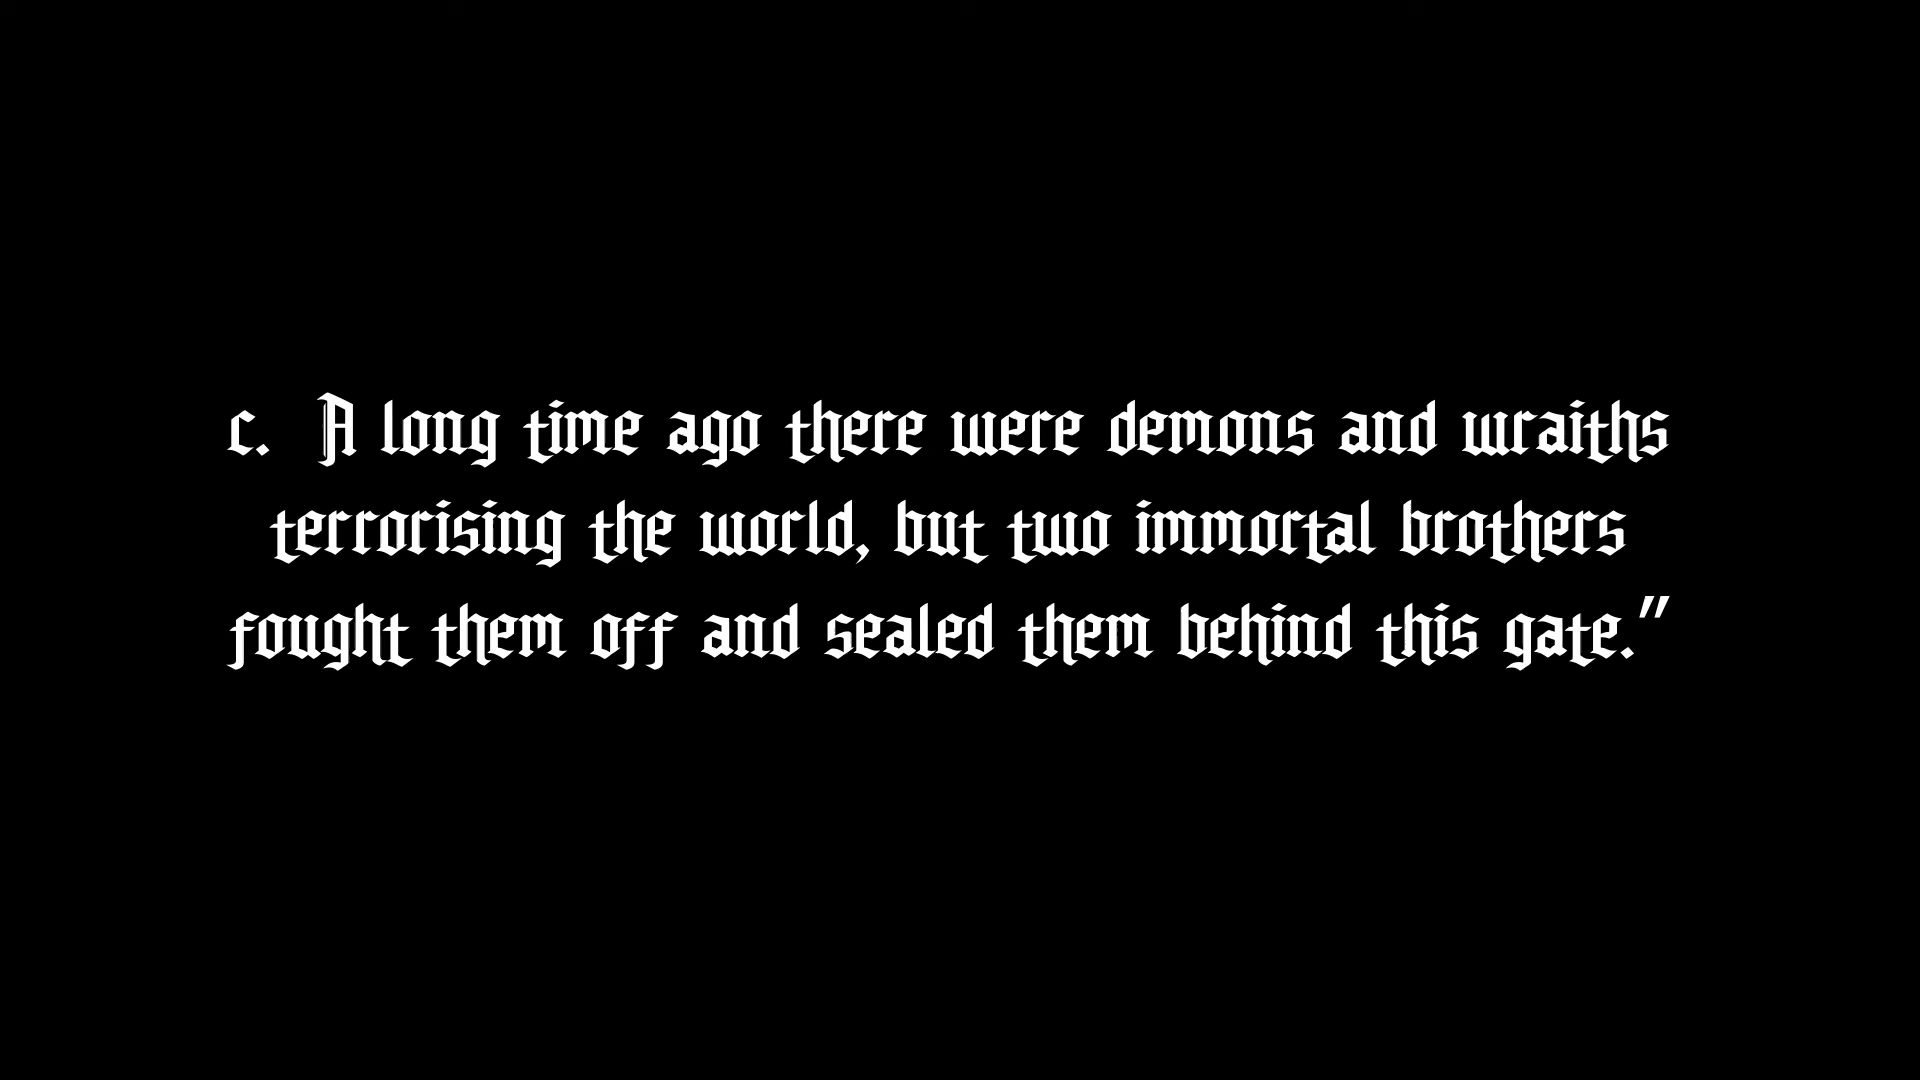 c. A long time ago there were demons and wraiths
terrorising the world, but two immortal brothers
fought them off and sealed them behind this gate."